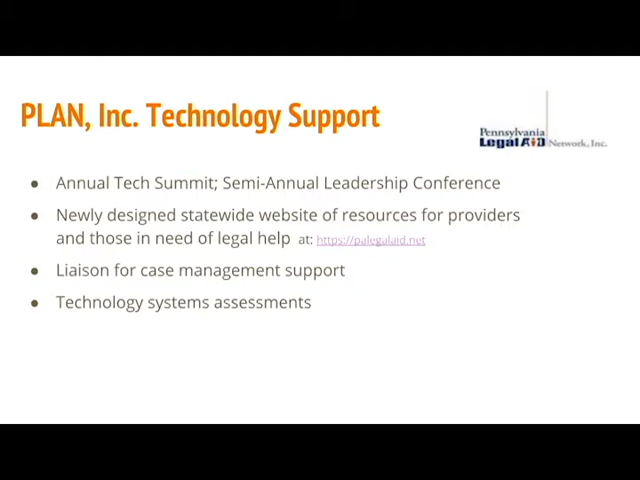 PLAN, Inc. Technology Support
Pennsylvania
Legal Aid Network, Inc.
● Annual Tech Summit; Semi-Annual Leadership Conference
● Newly designed statewide website of resources for providers
and those in need of legal help at: https://palegalaid.net
● Liaison for case management support
● Technology systems assessments